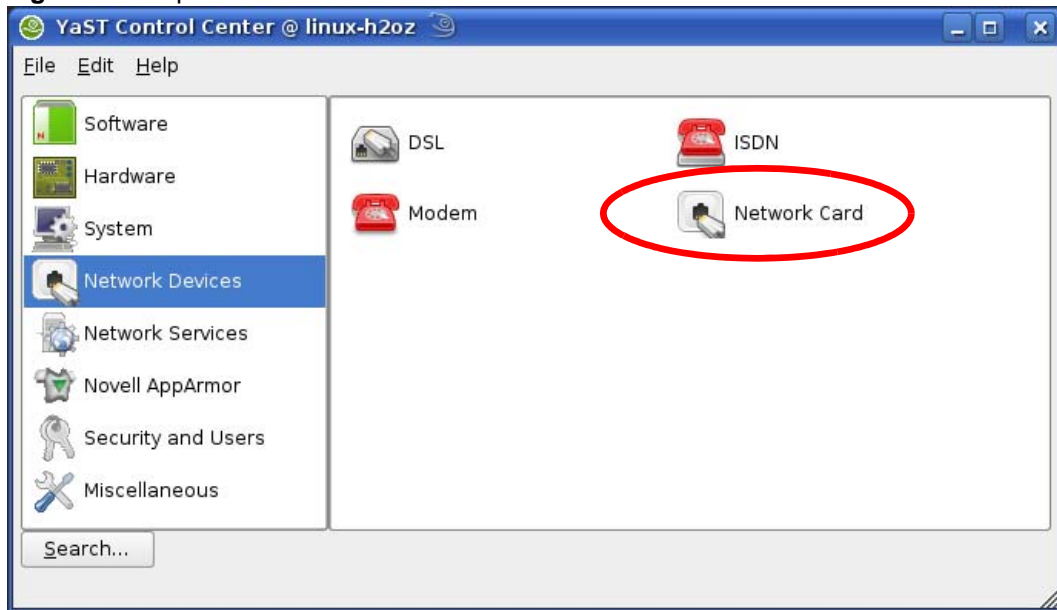 YaST Control Center @ linux-h2oz
File Edit Help
Software
Hardware
System
Network Devices
Network Services
Novell AppArmor
Security and Users
Miscellaneous
DSL
ISDN
Modem
Network Card
Search...